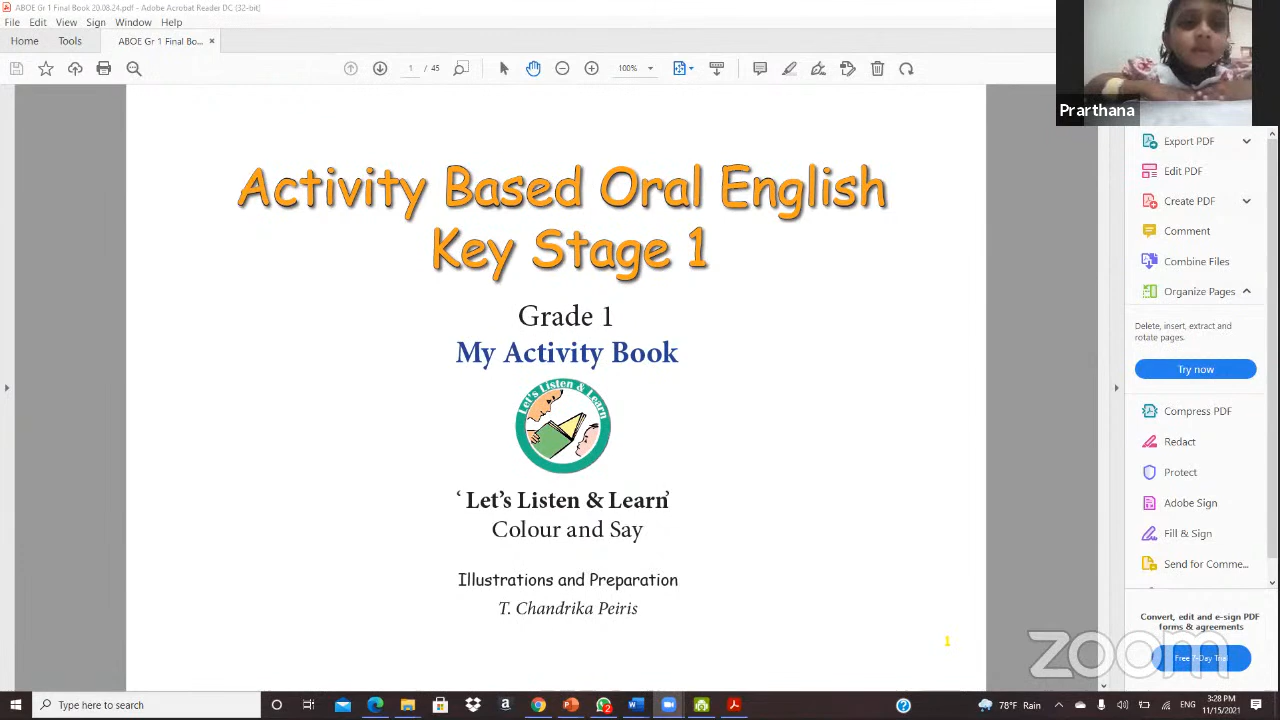 ABOE Gr 1 Final Book 20.08.24.pdf - Adobe Acrobat Reader DC (32-bit)
File Edit View Sign Window Help
Home Tools ABOE Gr 1 Final Bo... ×
1 / 45 100%
Prarthana
Activity Based Oral English
Key Stage 1
Grade 1
My Activity Book
Let's Listen & Learn
‘ Let’s Listen & Learn’
Colour and Say
Illustrations and Preparation
T. Chandrika Peiris
1
Export PDF
Edit PDF
Create PDF
Comment
Combine Files
Organize Pages
Delete, insert, extract and
rotate pages.
Try now
Compress PDF
Redact
Protect
Adobe Sign
Fill & Sign
Send for Comme...
Convert, edit and e-sign PDF
forms & agreements
Free 7-Day Trial
zoom
Type here to search
78°F Rain
ENG
3:28 PM
11/15/2021